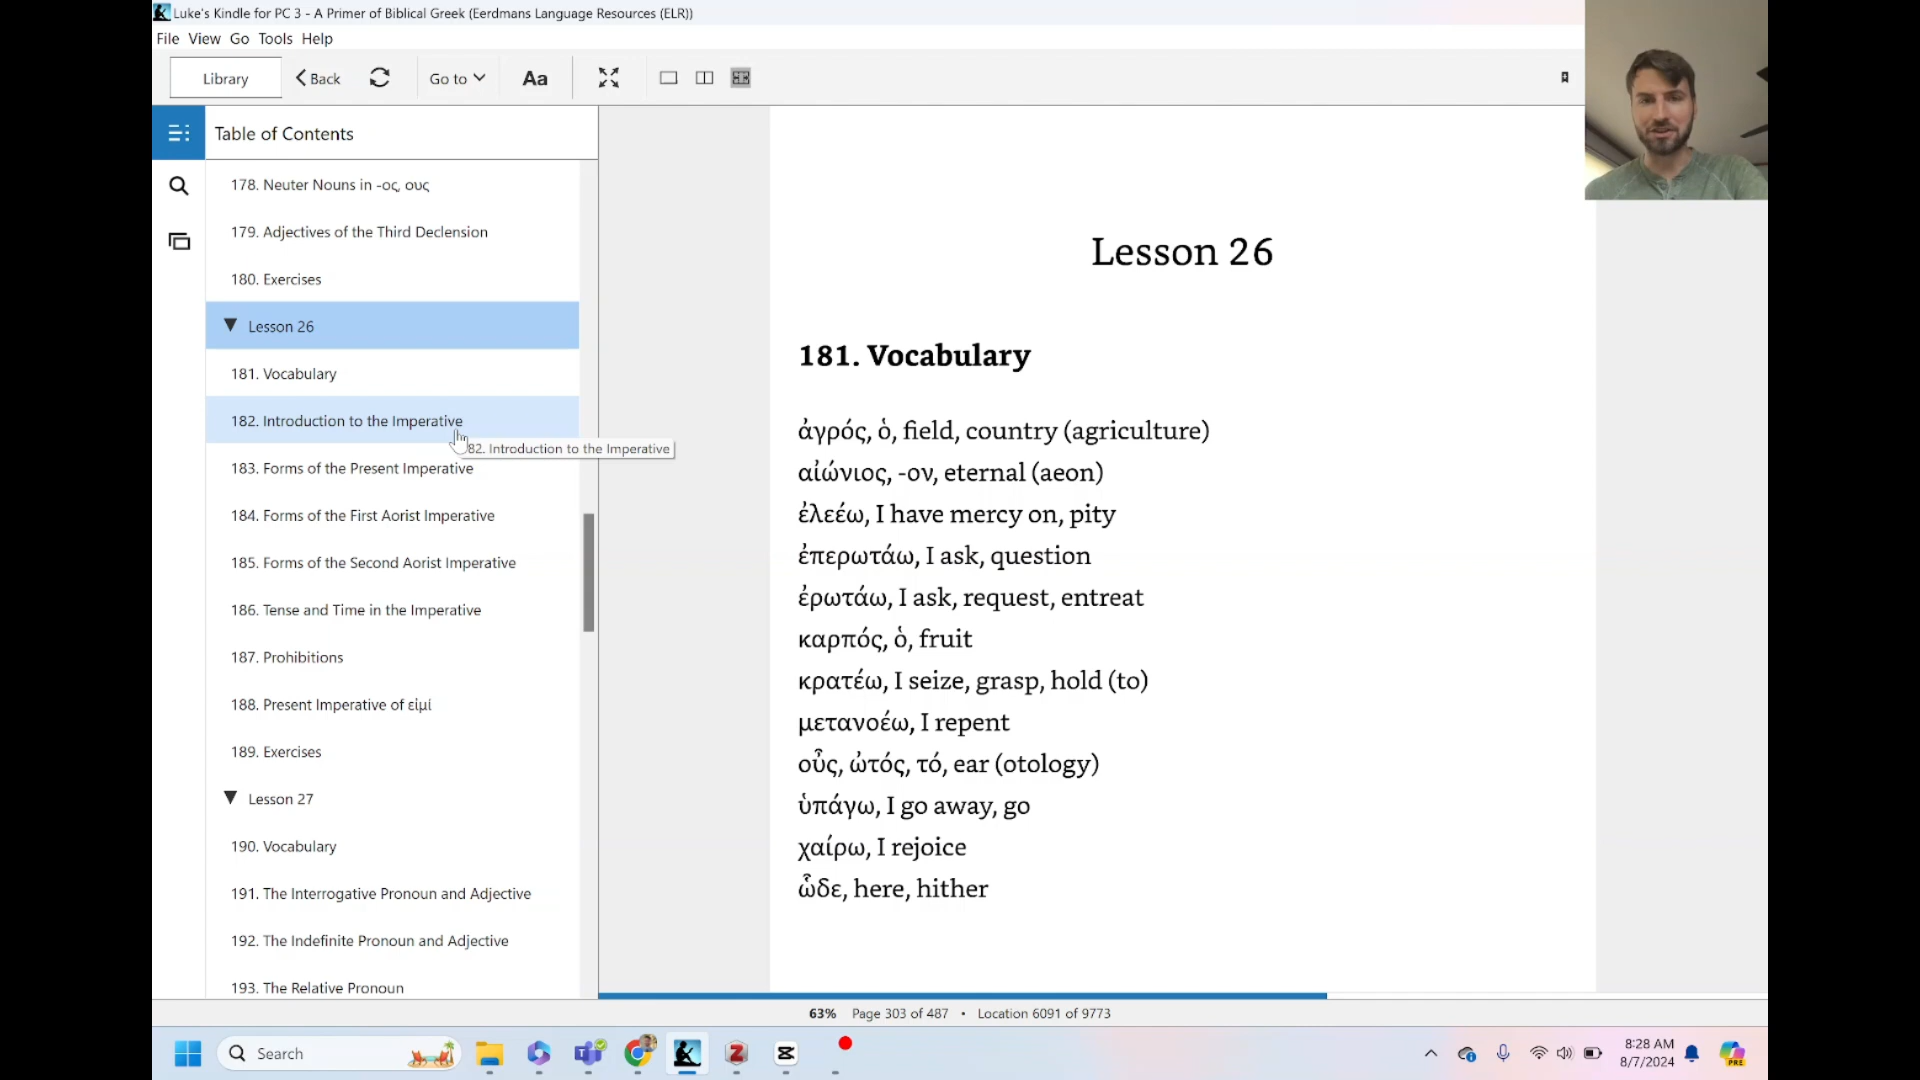 Luke's Kindle for PC 3 - A Primer of Biblical Greek (Eerdmans Language Resources (ELR))
File View Go Tools Help
Library Back Go to Aa
Table of Contents
178. Neuter Nouns in -ος, ους
179. Adjectives of the Third Declension
180. Exercises
Lesson 26
181. Vocabulary
182. Introduction to the Imperative
82. Introduction to the Imperative
183. Forms of the Present Imperative
184. Forms of the First Aorist Imperative
185. Forms of the Second Aorist Imperative
186. Tense and Time in the Imperative
187. Prohibitions
188. Present Imperative of εἰμί
189. Exercises
Lesson 27
190. Vocabulary
191. The Interrogative Pronoun and Adjective
192. The Indefinite Pronoun and Adjective
193. The Relative Pronoun
Lesson 26
181. Vocabulary
ἀγρός, ὁ, field, country (agriculture)
αἰώνιος, -ον, eternal (aeon)
ἐλεέω, I have mercy on, pity
ἐπερωτάω, I ask, question
ἐρωτάω, I ask, request, entreat
καρπός, ὁ, fruit
κρατέω, I seize, grasp, hold (to)
μετανοέω, I repent
οὖς, ὠτός, τό, ear (otology)
ὑπάγω, I go away, go
χαίρω, I rejoice
ὧδε, here, hither
63% Page 303 of 487 • Location 6091 of 9773
Search
8:28 AM
8/7/2024
PRE